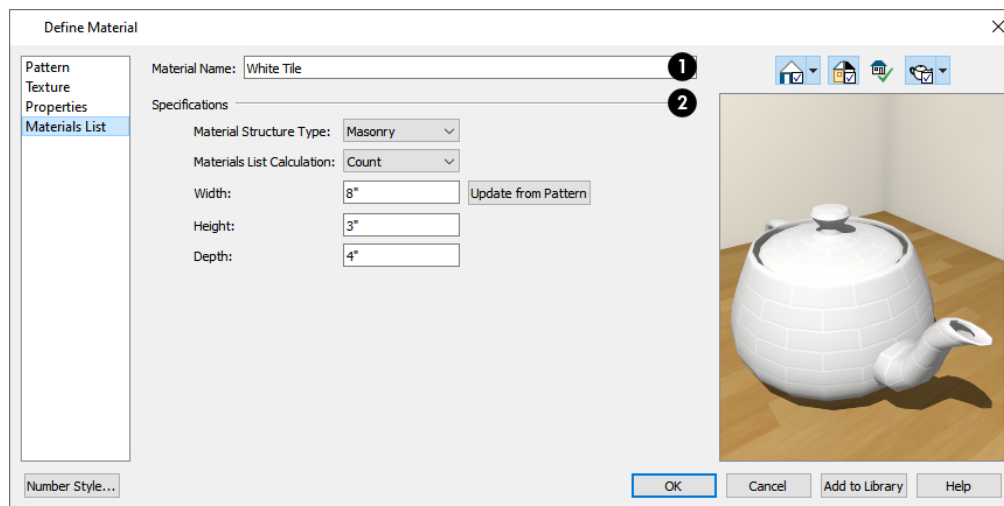 Define Material
Pattern
Texture
Properties
Materials List
Material Name: White Tile 1
Specifications 2
Material Structure Type: Masonry
Materials List Calculation: Count
Width: 8" Update from Pattern
Height: 3"
Depth: 4"
Number Style... OK Cancel Add to Library Help